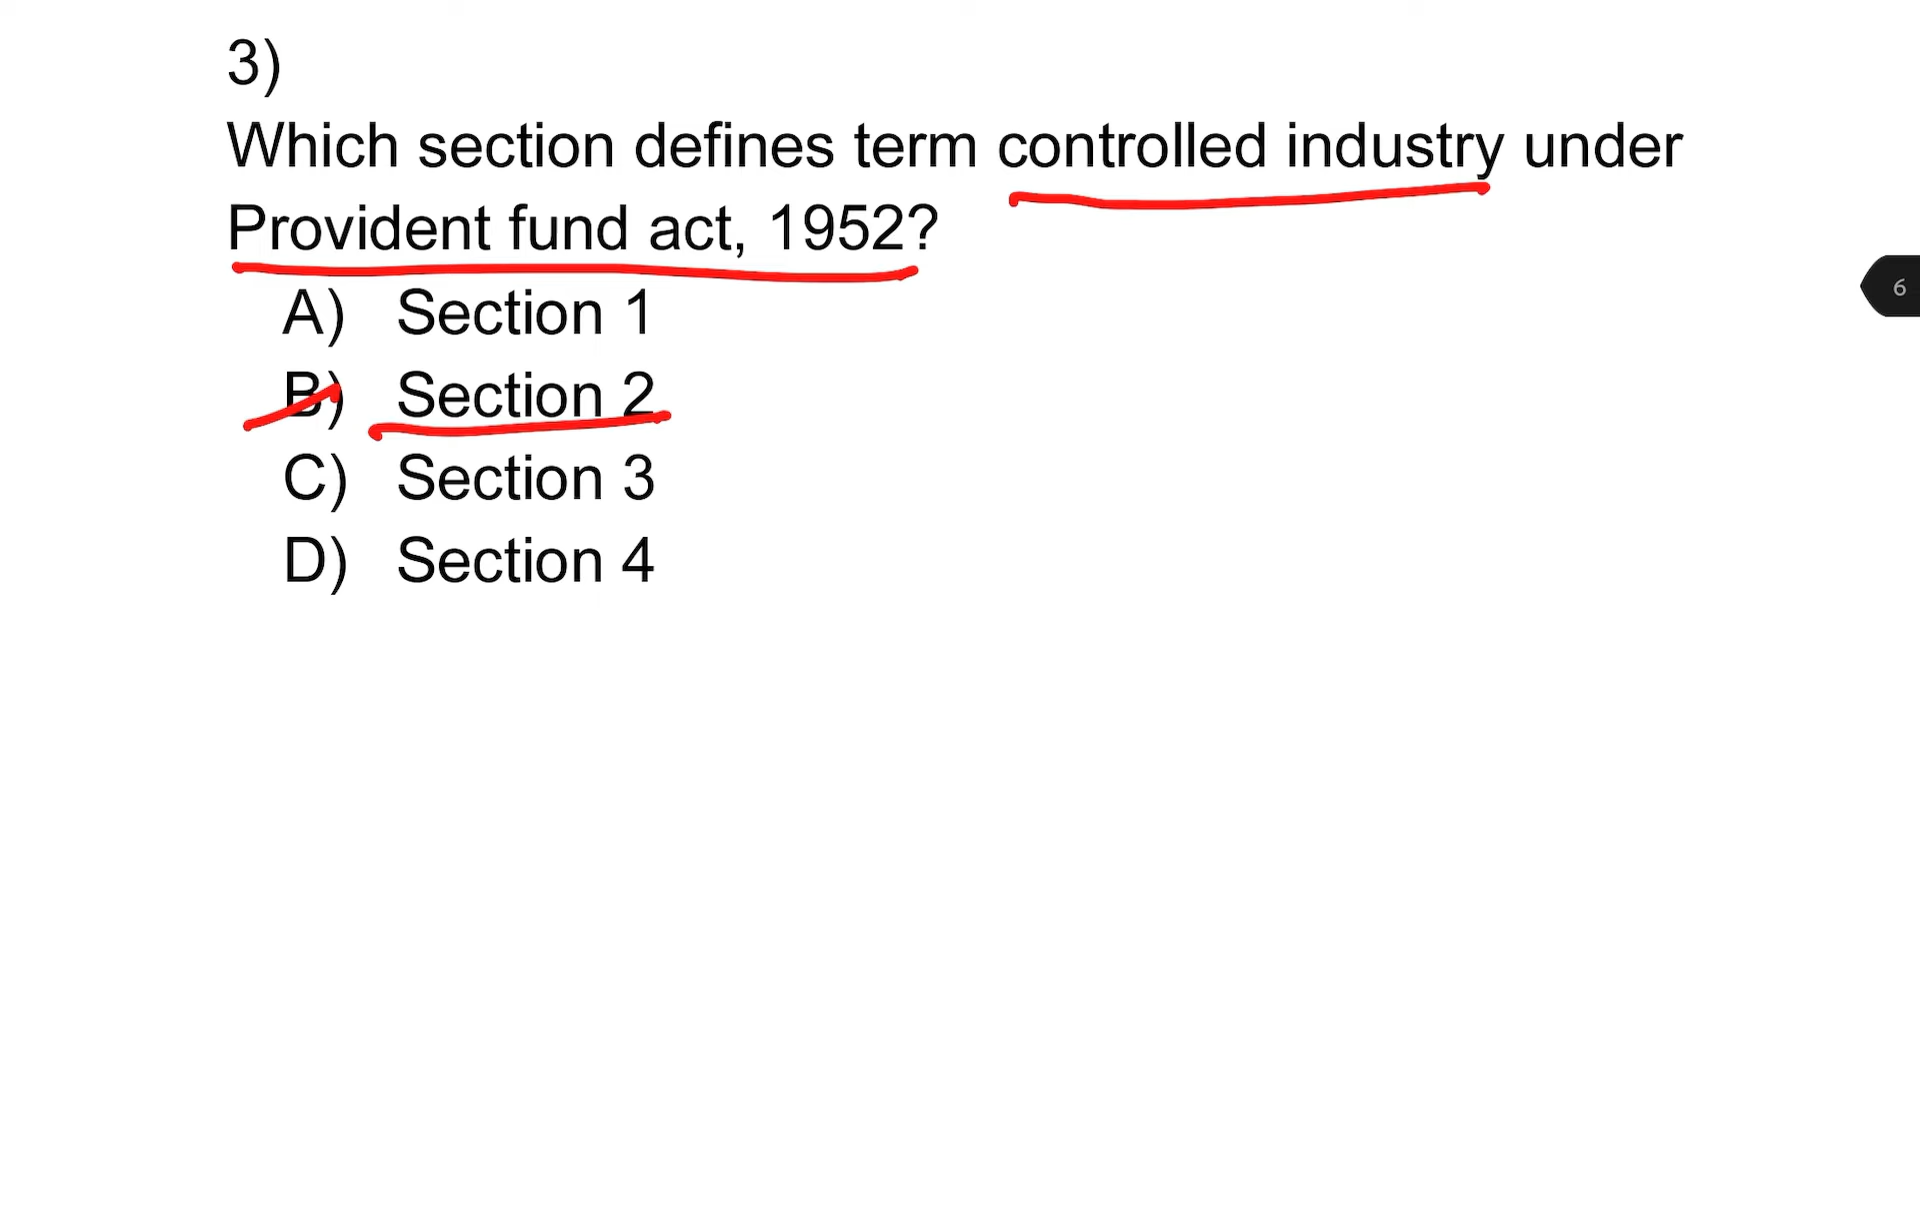 3)
Which section defines term controlled industry under
Provident fund act, 1952?
A) Section 1
B) Section 2
C) Section 3
D) Section 4
6